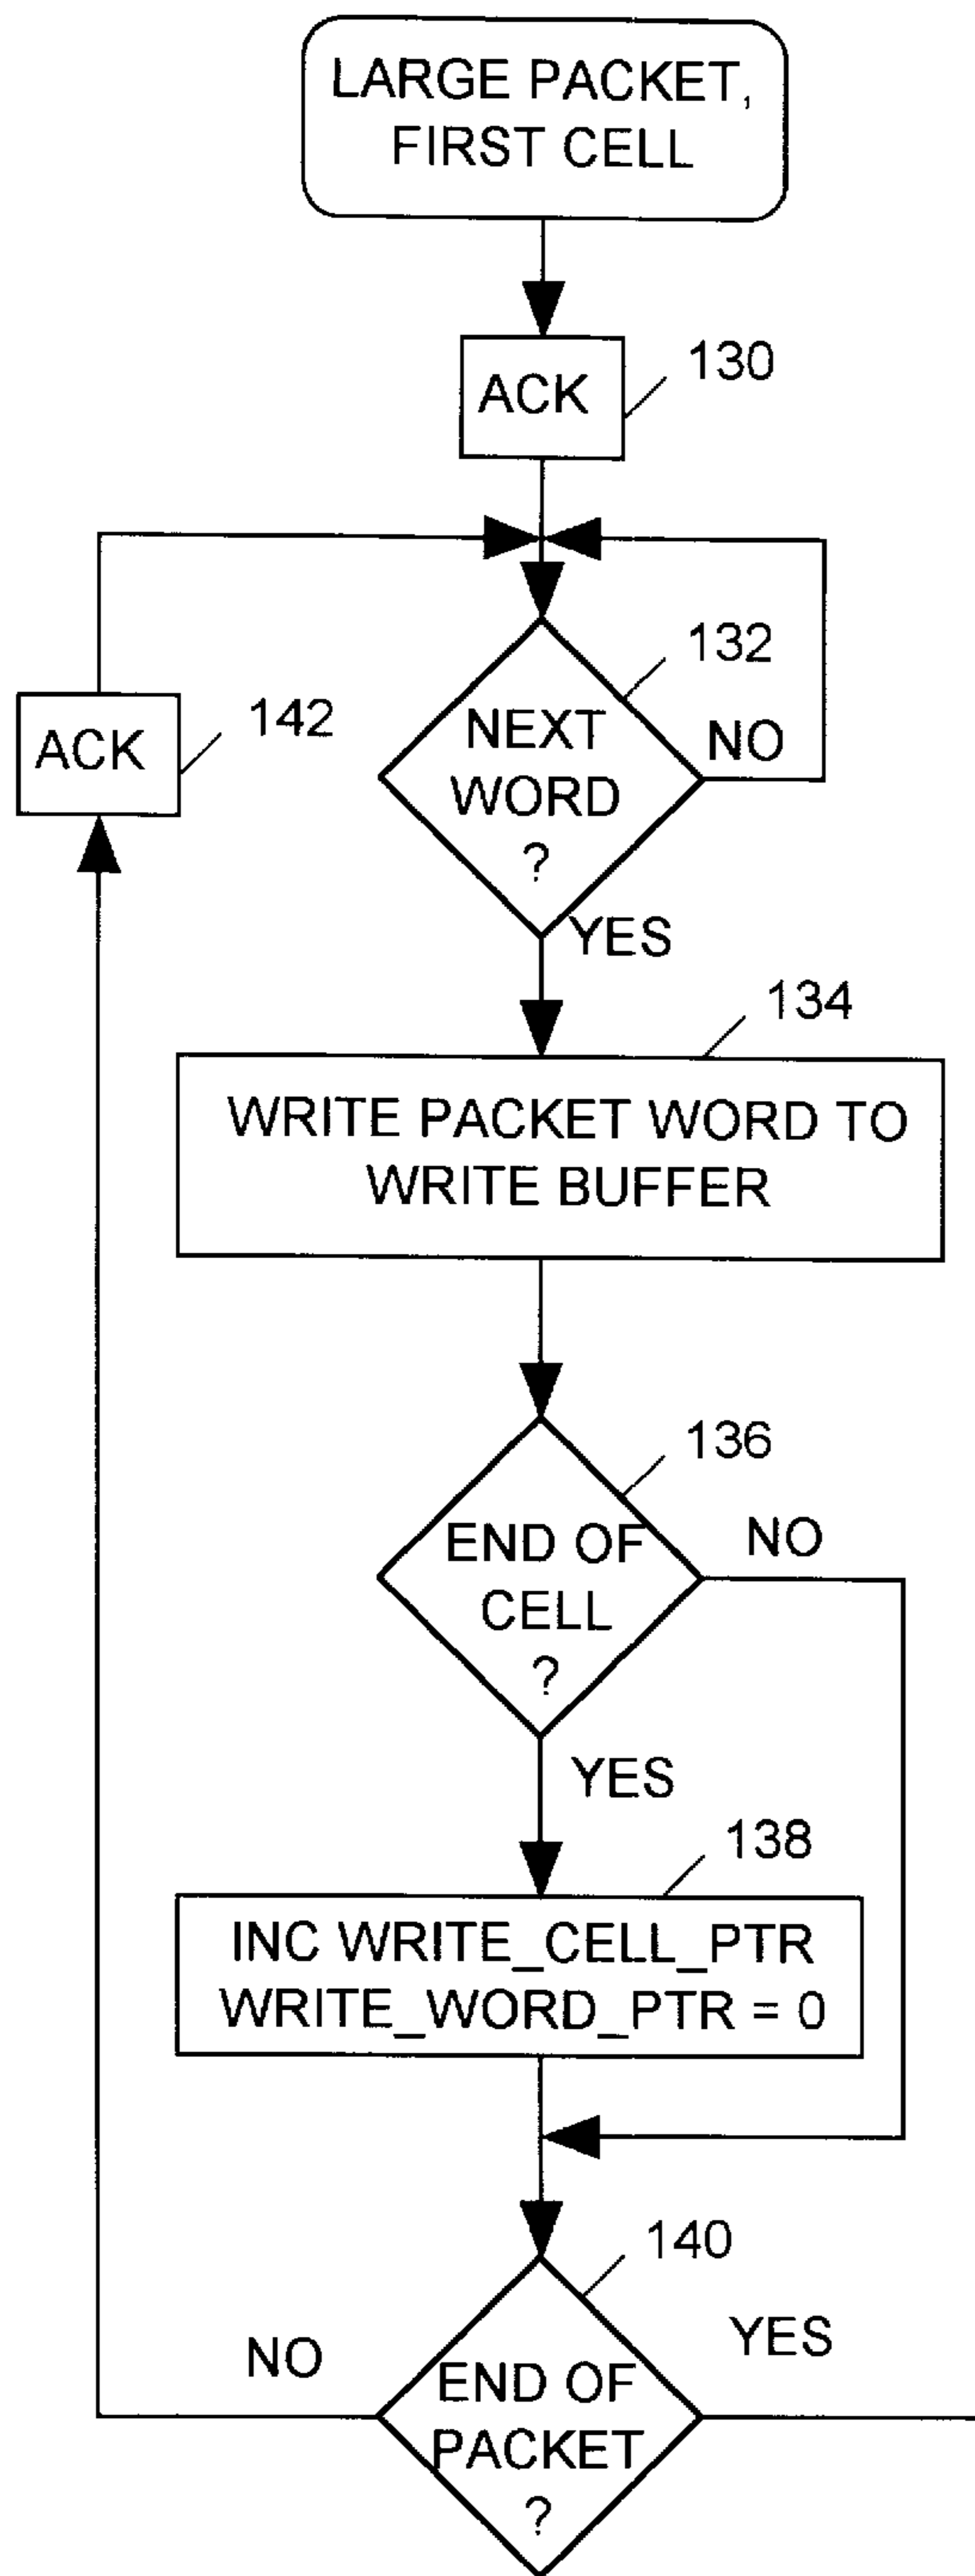 LARGE PACKET,
FIRST CELL
ACK
130
132
NEXT
WORD
?
NO
ACK
142
YES
134
WRITE PACKET WORD TO
WRITE BUFFER
136
END OF
CELL
?
NO
YES
138
INC WRITE_CELL_PTR
WRITE_WORD_PTR = 0
140
NO
YES
END OF
PACKET
?